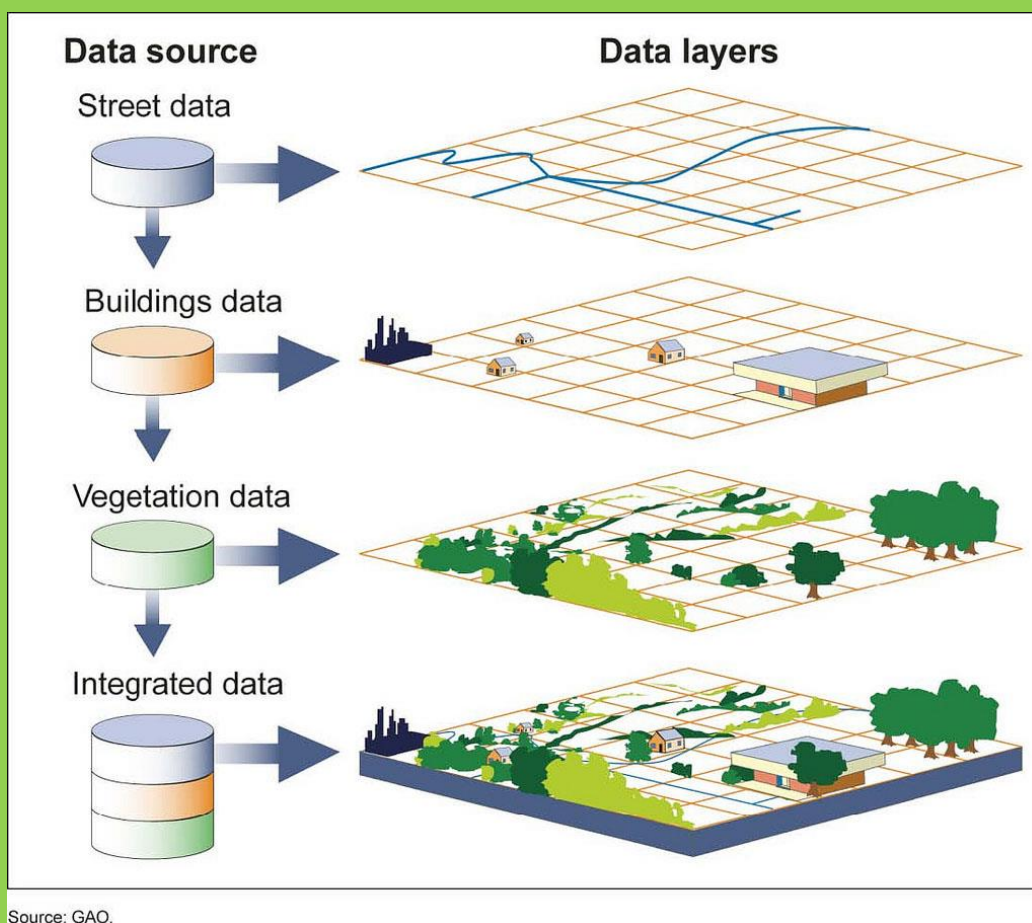 Data source
Data layers
Street data
Buildings data
Vegetation data
Integrated data
Source: GAO.